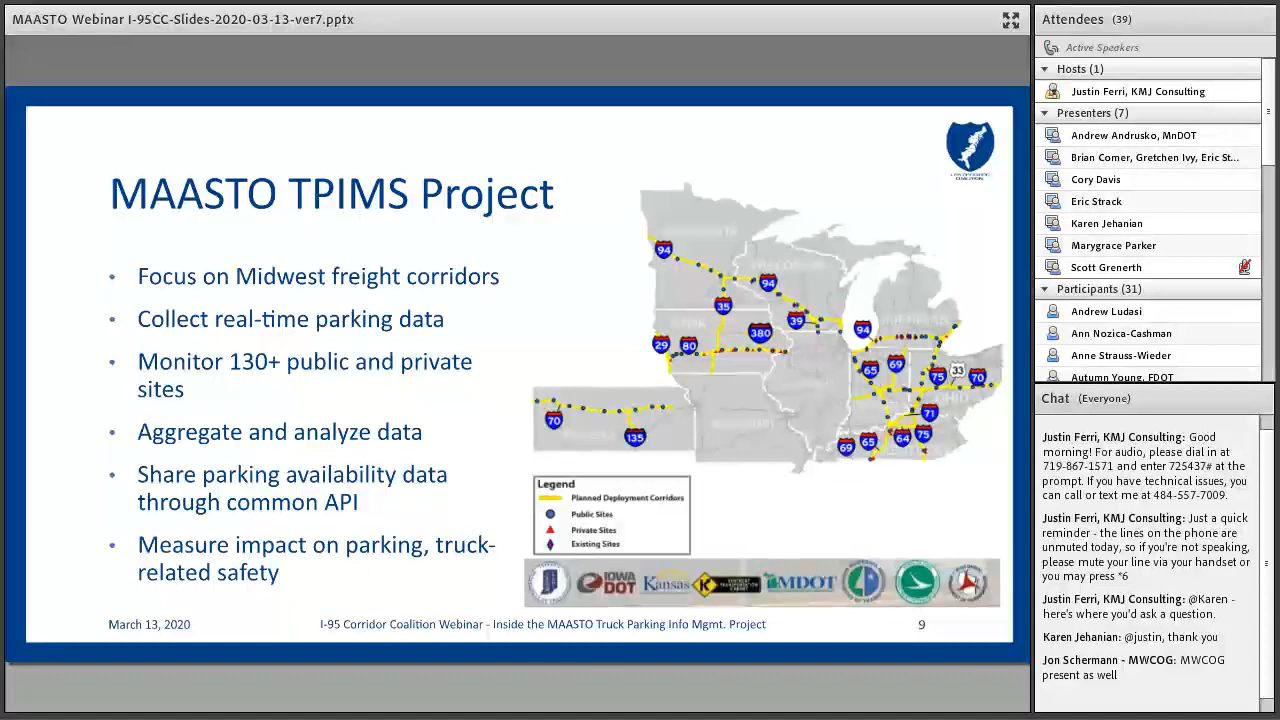 MAASTO Webinar I-95CC-Slides-2020-03-13-ver7.pptx
MAASTO TPIMS Project
• Focus on Midwest freight corridors
• Collect real-time parking data
• Monitor 130+ public and private
sites
• Aggregate and analyze data
• Share parking availability data
through common API
• Measure impact on parking, truck-
related safety
94
94
35
39
94
380
29
80
65
69
75
33
70
70
135
71
69
65
64
75
OHIO
Legend
Planned Deployment Corridors
Public Sites
Private Sites
Existing Sites
IOWA
DOT
Kansas
MDOT
March 13, 2020
I-95 Corridor Coalition Webinar - Inside the MAASTO Truck Parking Info Mgmt. Project
9
Attendees (39)
Active Speakers
Hosts (1)
Justin Ferri, KMJ Consulting
Presenters (7)
Andrew Andrusko, MnDOT
Brian Comer, Gretchen Ivy, Eric St...
Cory Davis
Eric Strack
Karen Jehanian
Marygrace Parker
Scott Grenerth
Participants (31)
Andrew Ludasi
Ann Nozica-Cashman
Anne Strauss-Wieder
Autumn Young, FDOT
Chat (Everyone)
Justin Ferri, KMJ Consulting: Good
morning! For audio, please dial in at
719-867-1571 and enter 725437# at the
prompt. If you have technical issues, you
can call or text me at 484-557-7009.
Justin Ferri, KMJ Consulting: Just a quick
reminder - the lines on the phone are
unmuted today, so if you're not speaking,
please mute your line via your handset or
you may press *6
Justin Ferri, KMJ Consulting: @Karen -
here's where you'd ask a question.
Karen Jehanian: @justin, thank you
Jon Schermann - MWCOG: MWCOG
present as well